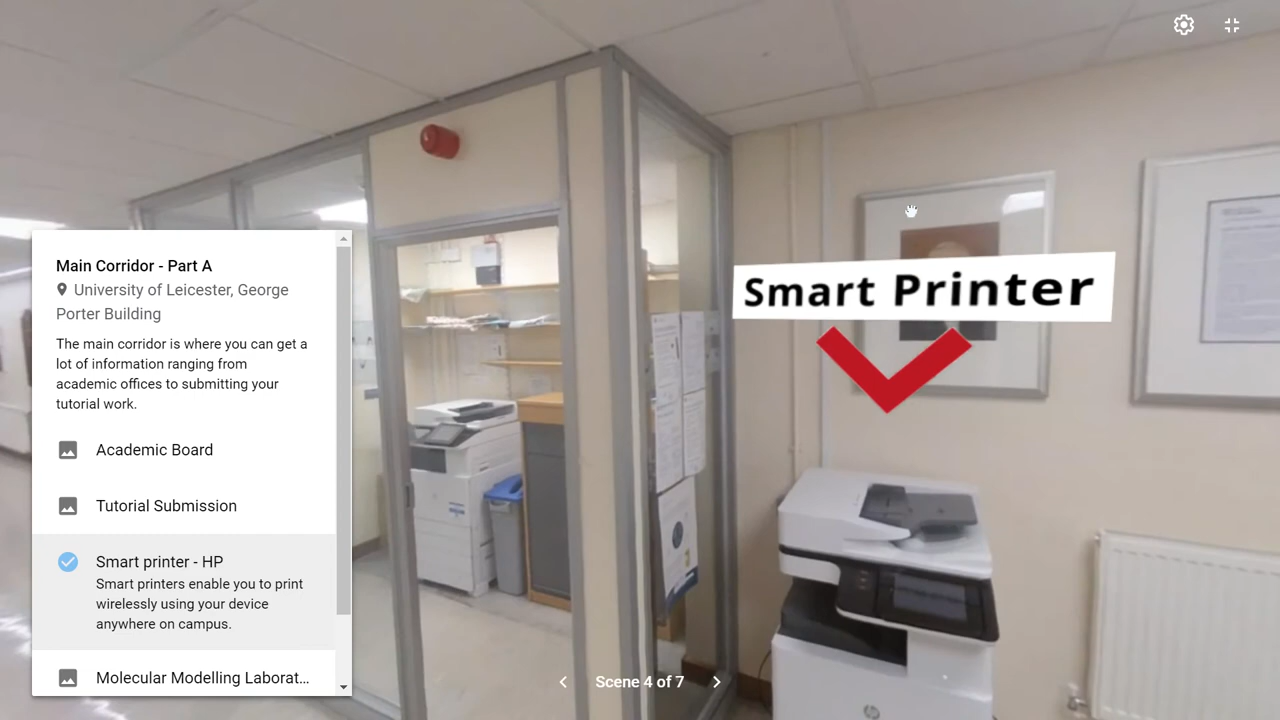 Main Corridor - Part A
University of Leicester, George
Porter Building
The main corridor is where you can get a
lot of information ranging from
academic offices to submitting your
tutorial work.
Academic Board
Tutorial Submission
Smart printer - HP
Smart printers enable you to print
wirelessly using your device
anywhere on campus.
Molecular Modelling Laborat...
Smart Printer
hp
Scene 4 of 7